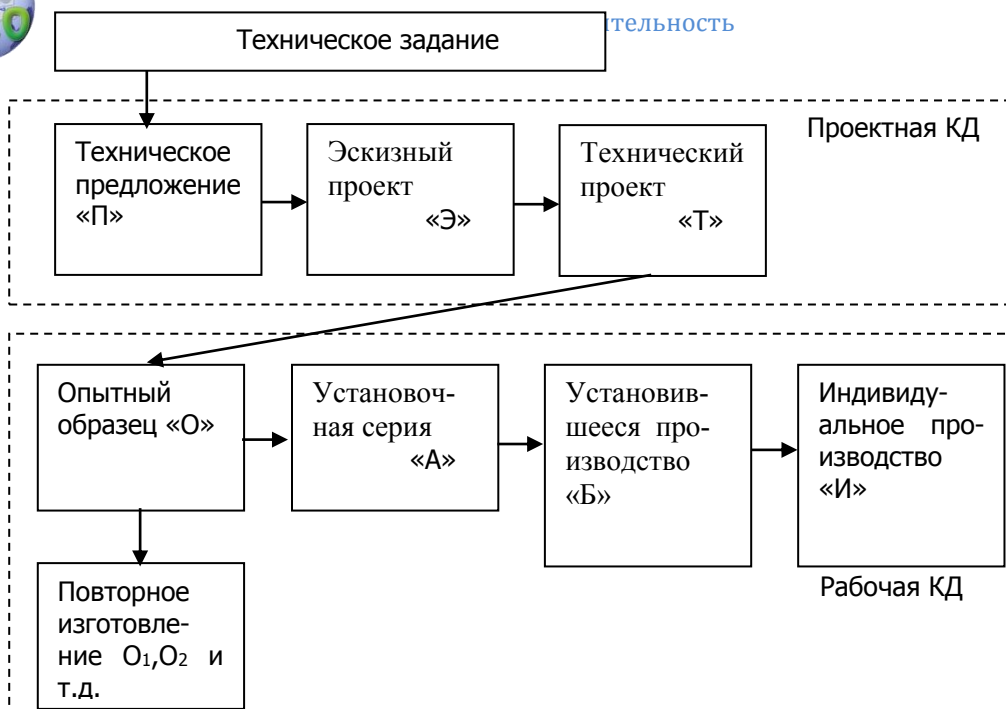 Техническое задание
тельность
Проектная КД
Техническое
предложение
«П»
Эскизный
проект
«Э»
Технический
проект
«Т»
Опытный
образец «О»
Установоч-
ная серия
«А»
Установив-
шееся про-
изводство
«Б»
Индивиду-
альное про-
изводство
«И»
Рабочая КД
Повторное
изготовле-
ние О1,О2 и
т.д.